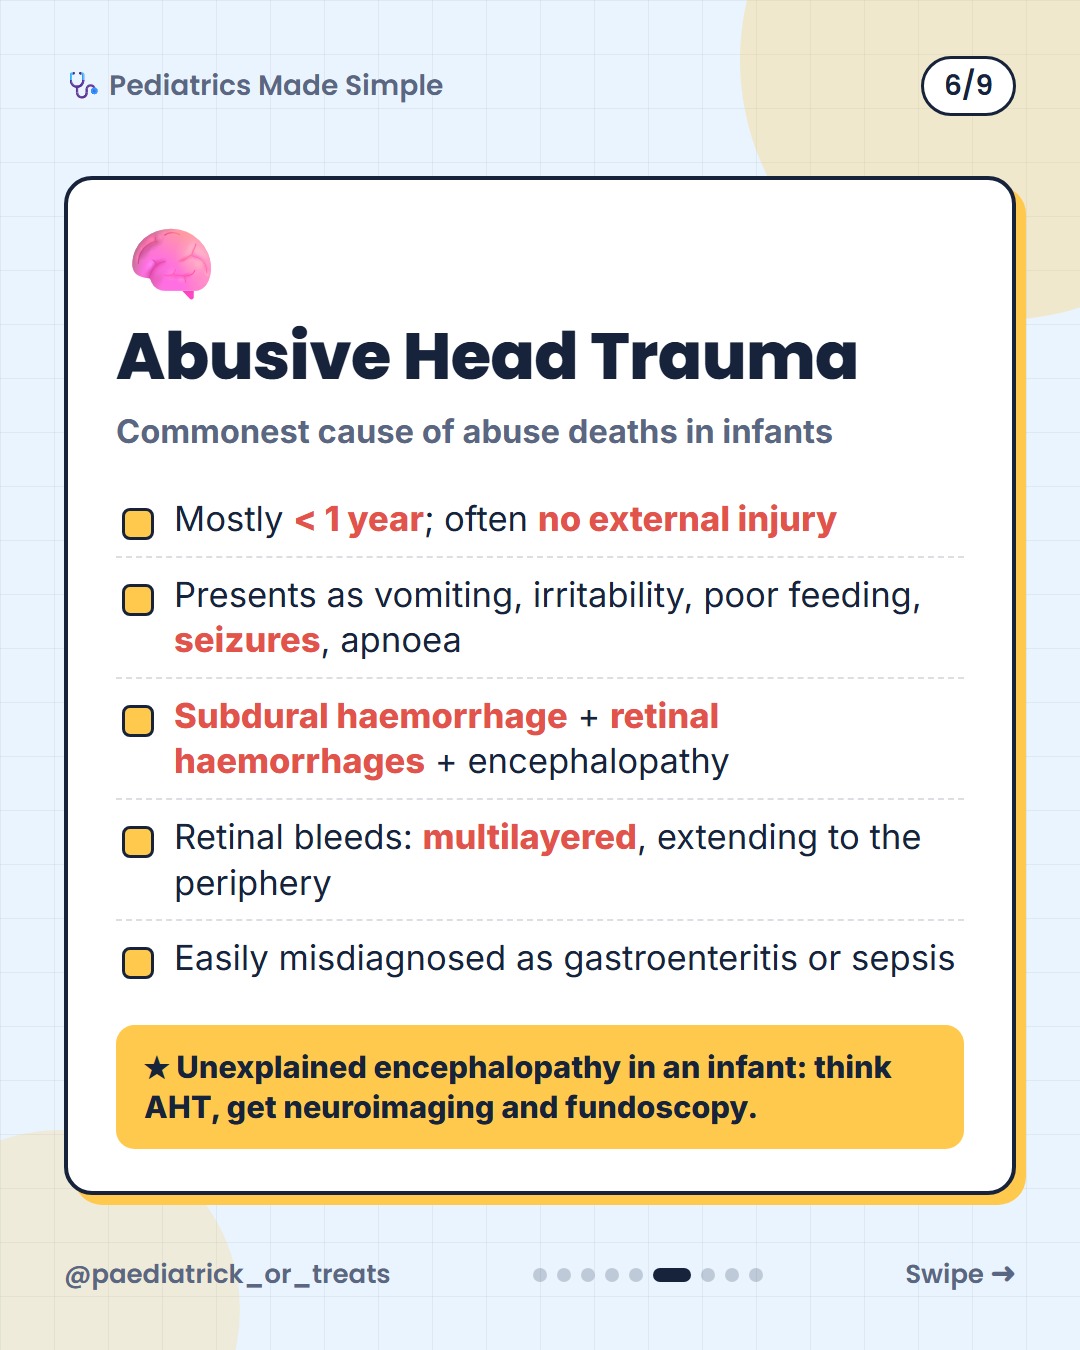 Pediatrics Made Simple
6/9
Abusive Head Trauma
Commonest cause of abuse deaths in infants
Mostly < 1 year; often no external injury
Presents as vomiting, irritability, poor feeding,
seizures, apnoea
Subdural haemorrhage + retinal
haemorrhages + encephalopathy
Retinal bleeds: multilayered, extending to the
periphery
Easily misdiagnosed as gastroenteritis or sepsis
★ Unexplained encephalopathy in an infant: think
AHT, get neuroimaging and fundoscopy.
@paediatrick_or_treats
Swipe ➜